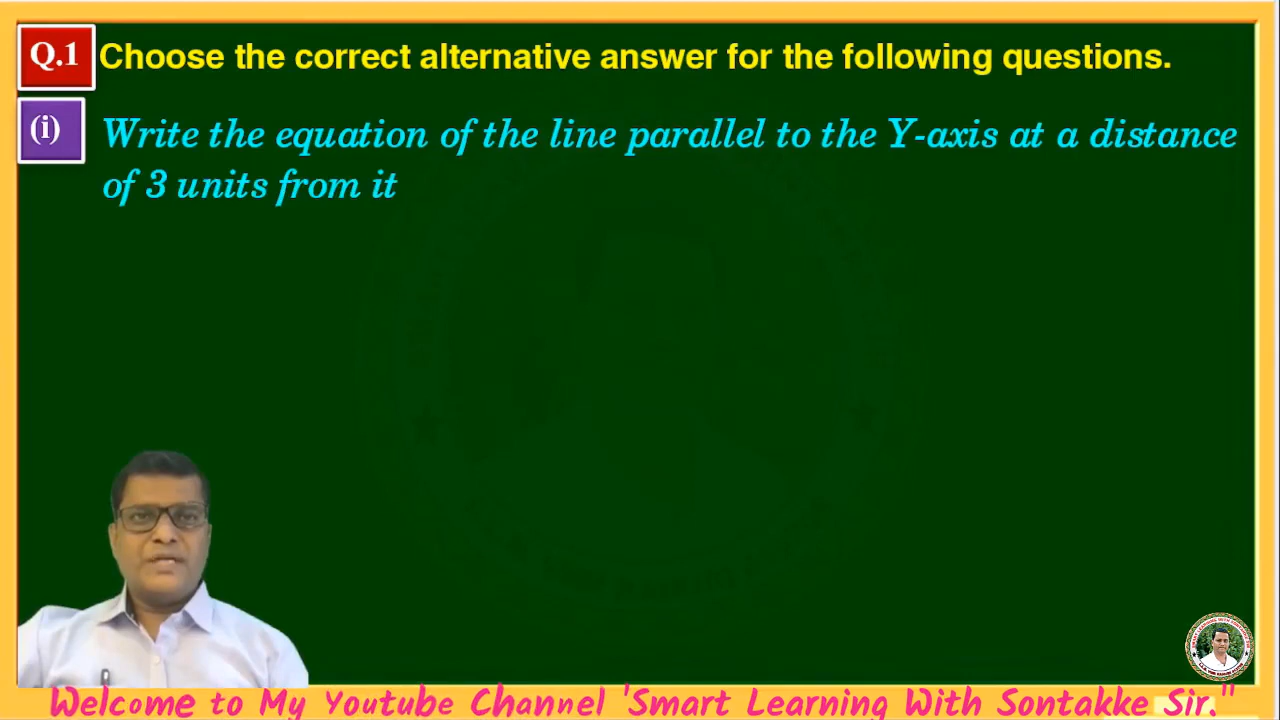 Q.1 Choose the correct alternative answer for the following questions.
(i) Write the equation of the line parallel to the Y-axis at a distance
of 3 units from it
Welcome to My Youtube Channel 'Smart Learning With Sontakke Sir."